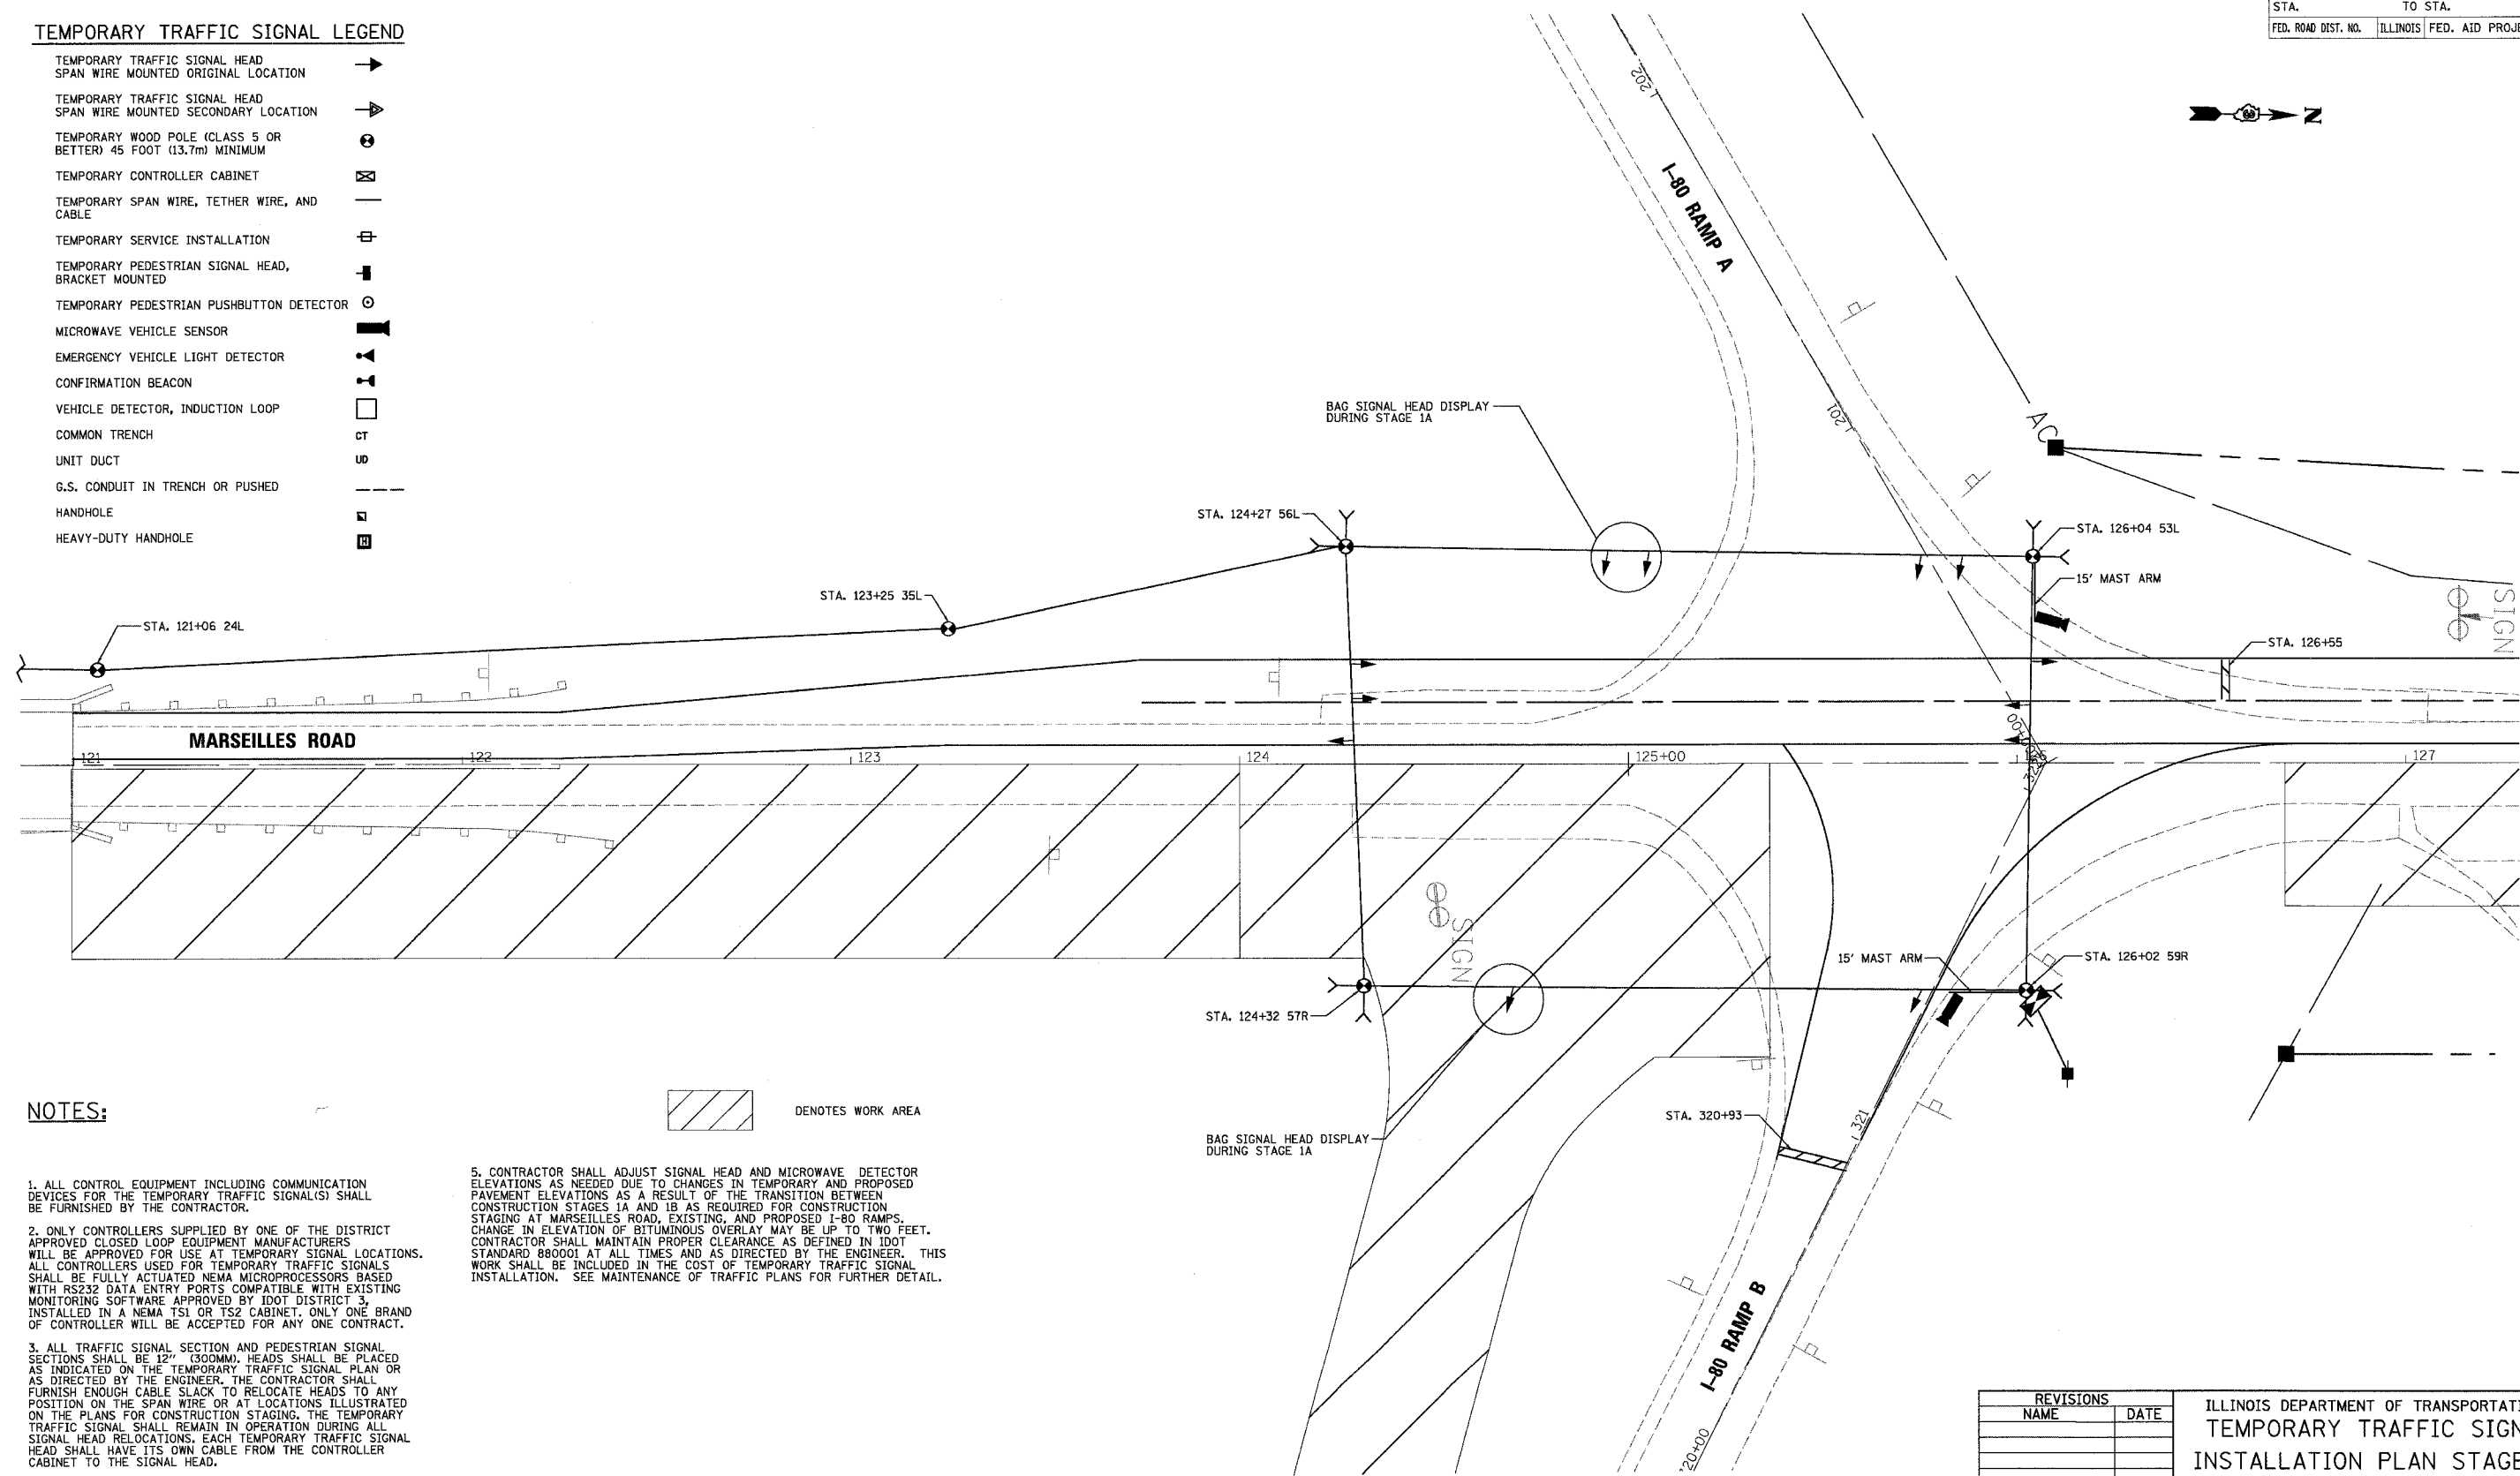 TEMPORARY TRAFFIC SIGNAL LEGEND
TEMPORARY TRAFFIC SIGNAL HEAD
SPAN WIRE MOUNTED ORIGINAL LOCATION
TEMPORARY TRAFFIC SIGNAL HEAD
SPAN WIRE MOUNTED SECONDARY LOCATION
TEMPORARY WOOD POLE (CLASS 5 OR
BETTER) 45 FOOT (13.7m) MINIMUM
TEMPORARY CONTROLLER CABINET
TEMPORARY SPAN WIRE, TETHER WIRE, AND
CABLE
TEMPORARY SERVICE INSTALLATION
TEMPORARY PEDESTRIAN SIGNAL HEAD,
BRACKET MOUNTED
TEMPORARY PEDESTRIAN PUSHBUTTON DETECTOR
MICROWAVE VEHICLE SENSOR
EMERGENCY VEHICLE LIGHT DETECTOR
CONFIRMATION BEACON
VEHICLE DETECTOR, INDUCTION LOOP
COMMON TRENCH CT
UNIT DUCT UD
G.S. CONDUIT IN TRENCH OR PUSHED
HANDHOLE
HEAVY-DUTY HANDHOLE H
STA. TO STA.
FED. ROAD DIST. NO. ILLINOIS FED. AID PROJE
N
202
I-80 RAMP A
201
AC
BAG SIGNAL HEAD DISPLAY
DURING STAGE 1A
STA. 124+27 56L
STA. 126+04 53L
15' MAST ARM
STA. 123+25 35L
SIGN
STA. 121+06 24L
STA. 126+55
MARSEILLES ROAD
121
122
123
124
125+00
127
SIGN
15' MAST ARM
STA. 126+02 59R
STA. 124+32 57R
STA. 320+93
321
BAG SIGNAL HEAD DISPLAY
DURING STAGE 1A
I-80 RAMP B
20+00
DENOTES WORK AREA
NOTES:
1. ALL CONTROL EQUIPMENT INCLUDING COMMUNICATION
DEVICES FOR THE TEMPORARY TRAFFIC SIGNAL(S) SHALL
BE FURNISHED BY THE CONTRACTOR.
2. ONLY CONTROLLERS SUPPLIED BY ONE OF THE DISTRICT
APPROVED CLOSED LOOP EQUIPMENT MANUFACTURERS
WILL BE APPROVED FOR USE AT TEMPORARY SIGNAL LOCATIONS.
ALL CONTROLLERS USED FOR TEMPORARY TRAFFIC SIGNALS
SHALL BE FULLY ACTUATED NEMA MICROPROCESSORS BASED
WITH RS232 DATA ENTRY PORTS COMPATIBLE WITH EXISTING
MONITORING SOFTWARE APPROVED BY IDOT DISTRICT 3,
INSTALLED IN A NEMA TS1 OR TS2 CABINET. ONLY ONE BRAND
OF CONTROLLER WILL BE ACCEPTED FOR ANY ONE CONTRACT.
3. ALL TRAFFIC SIGNAL SECTION AND PEDESTRIAN SIGNAL
SECTIONS SHALL BE 12" (300MM). HEADS SHALL BE PLACED
AS INDICATED ON THE TEMPORARY TRAFFIC SIGNAL PLAN OR
AS DIRECTED BY THE ENGINEER. THE CONTRACTOR SHALL
FURNISH ENOUGH CABLE SLACK TO RELOCATE HEADS TO ANY
POSITION ON THE SPAN WIRE OR AT LOCATIONS ILLUSTRATED
ON THE PLANS FOR CONSTRUCTION STAGING. THE TEMPORARY
TRAFFIC SIGNAL SHALL REMAIN IN OPERATION DURING ALL
SIGNAL HEAD RELOCATIONS. EACH TEMPORARY TRAFFIC SIGNAL
HEAD SHALL HAVE ITS OWN CABLE FROM THE CONTROLLER
CABINET TO THE SIGNAL HEAD.
5. CONTRACTOR SHALL ADJUST SIGNAL HEAD AND MICROWAVE DETECTOR
ELEVATIONS AS NEEDED DUE TO CHANGES IN TEMPORARY AND PROPOSED
PAVEMENT ELEVATIONS AS A RESULT OF THE TRANSITION BETWEEN
CONSTRUCTION STAGES 1A AND 1B AS REQUIRED FOR CONSTRUCTION
STAGING AT MARSEILLES ROAD, EXISTING, AND PROPOSED I-80 RAMPS.
CHANGE IN ELEVATION OF BITUMINOUS OVERLAY MAY BE UP TO TWO FEET.
CONTRACTOR SHALL MAINTAIN PROPER CLEARANCE AS DEFINED IN IDOT
STANDARD 880001 AT ALL TIMES AND AS DIRECTED BY THE ENGINEER. THIS
WORK SHALL BE INCLUDED IN THE COST OF TEMPORARY TRAFFIC SIGNAL
INSTALLATION. SEE MAINTENANCE OF TRAFFIC PLANS FOR FURTHER DETAIL.
REVISIONS
NAME DATE
ILLINOIS DEPARTMENT OF TRANSPORTATI
TEMPORARY TRAFFIC SIGN
INSTALLATION PLAN STAGE